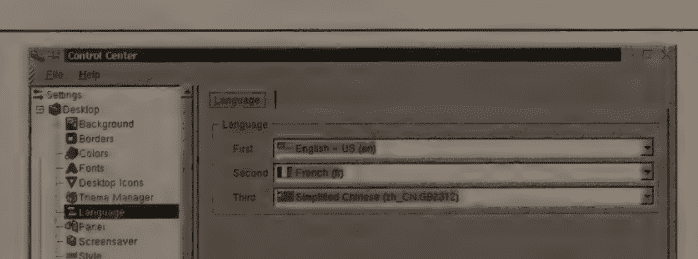 Control Center
File Help
Settings
Desktop
Background
Borders
Colors
Fonts
Desktop Icons
Theme Manager
Language
Panel
Screensaver
Style
Language
Language
First English - US (en)
Second French (fr)
Third Simplified Chinese (zh_CN.GB2312)